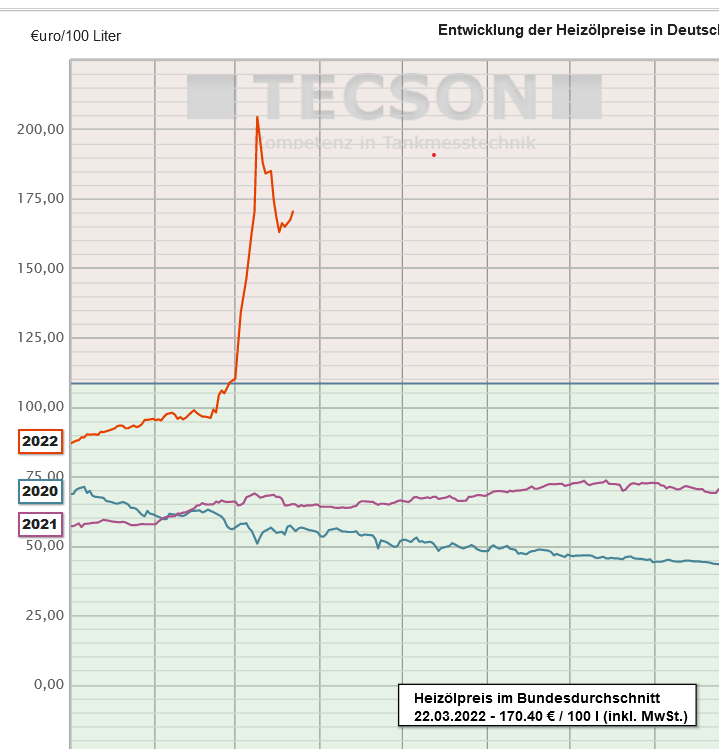 Entwicklung der Heizölpreise in Deutsch
€uro/100 Liter
TECSON
ompetenz in Tankmesstechnik
200,00
175,00
150,00
125,00
100,00
2022
75,00
2020
2021
50,00
25,00
0,00
Heizölpreis im Bundesdurchschnitt
22.03.2022 - 170.40 € / 100 l (inkl. MwSt.)